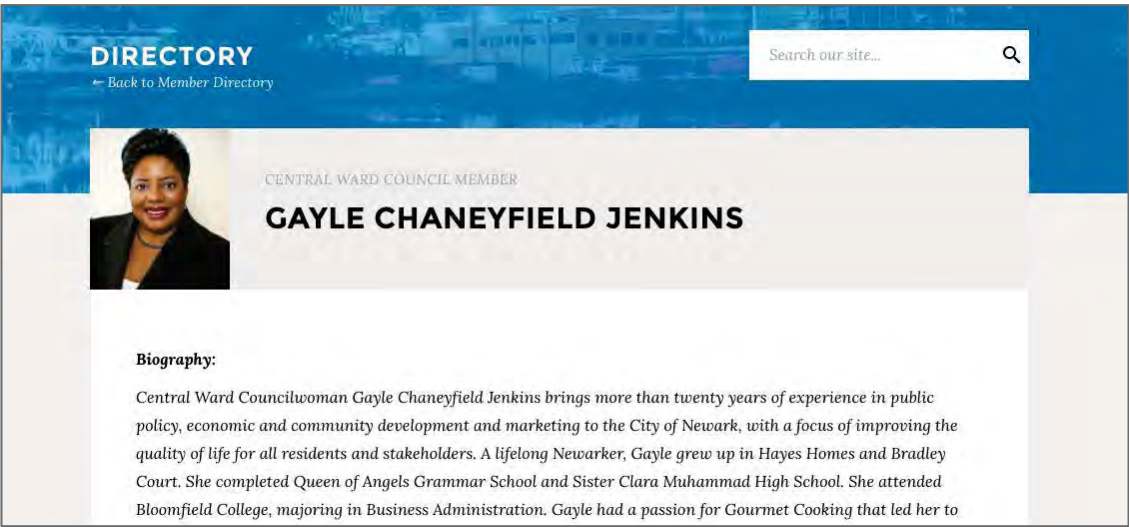 DIRECTORY
← Back to Member Directory
Search our site...
CENTRAL WARD COUNCIL MEMBER
GAYLE CHANEYFIELD JENKINS
Biography:
Central Ward Councilwoman Gayle Chaneyfield Jenkins brings more than twenty years of experience in public
policy, economic and community development and marketing to the City of Newark, with a focus of improving the
quality of life for all residents and stakeholders. A lifelong Newarker, Gayle grew up in Hayes Homes and Bradley
Court. She completed Queen of Angels Grammar School and Sister Clara Muhammad High School. She attended
Bloomfield College, majoring in Business Administration. Gayle had a passion for Gourmet Cooking that led her to